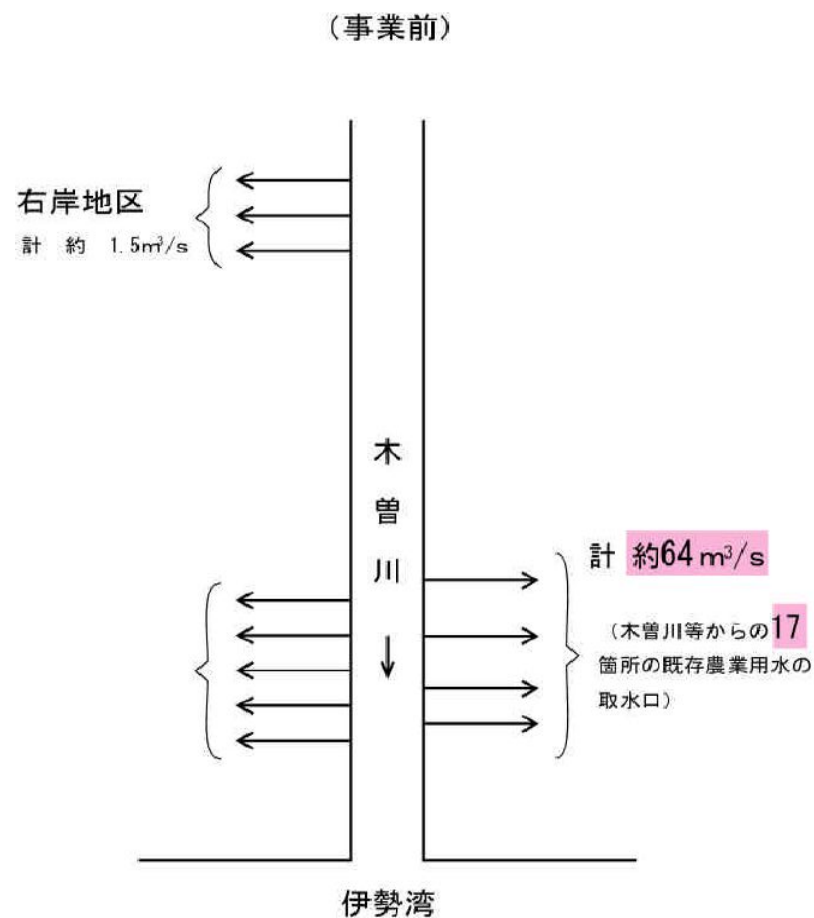 (事業前)
右岸地区
計 約 1.5m³/s
木曽川
計 約64m³/s
(木曽川等からの17
箇所の既存農業用水の
取水口)
伊勢湾